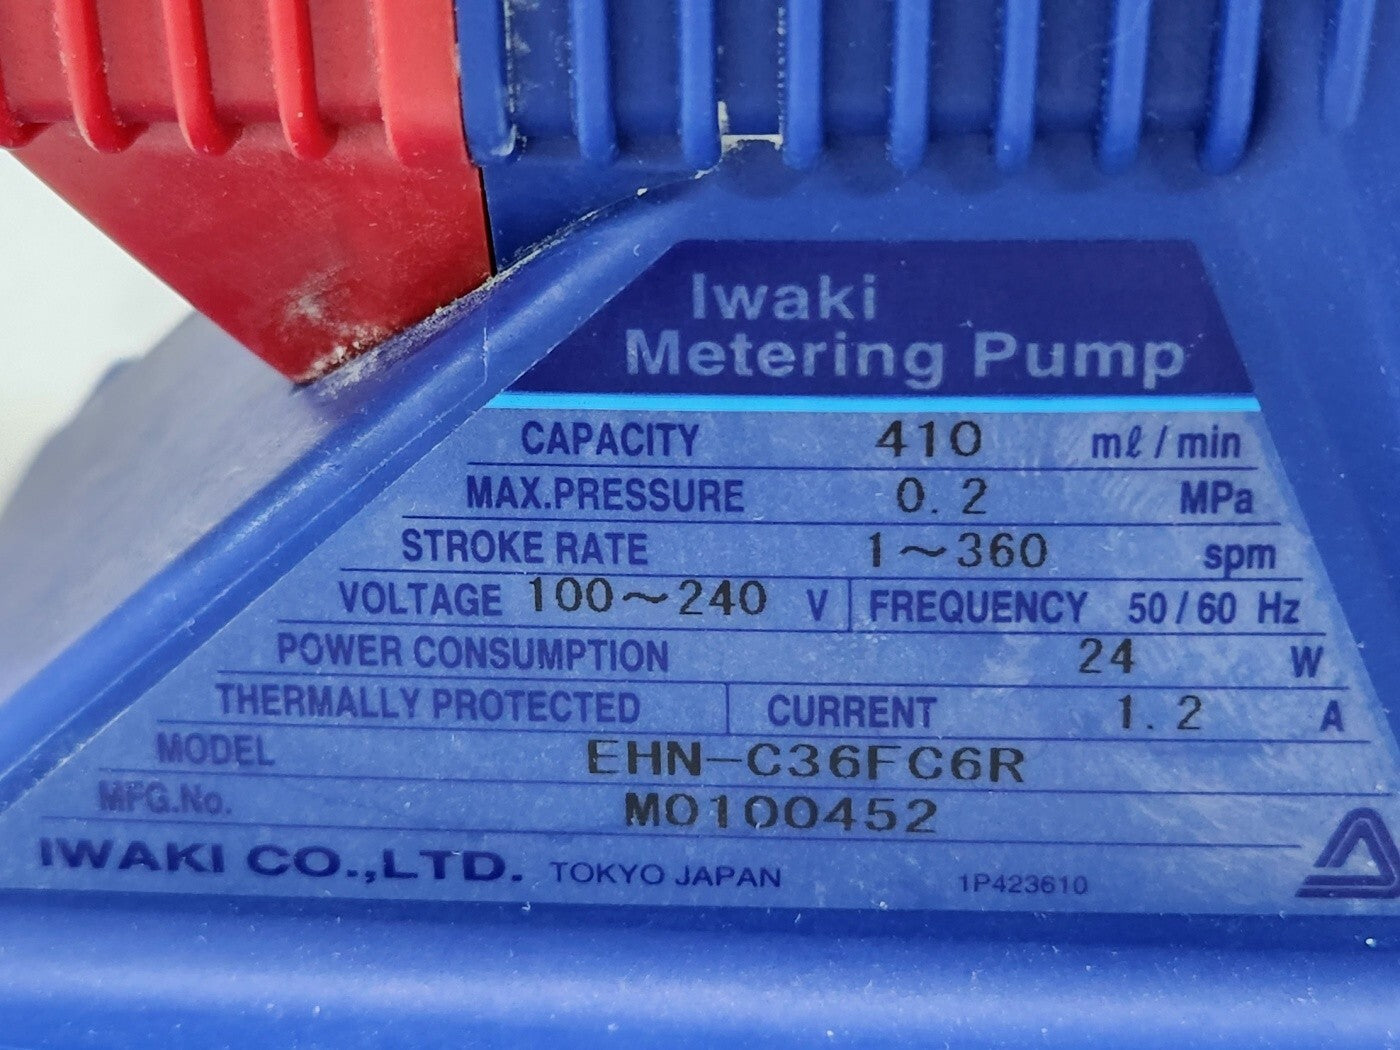 Iwaki
Metering Pump
CAPACITY 410 mℓ/min
MAX.PRESSURE 0.2 MPa
STROKE RATE 1~360 spm
VOLTAGE 100~240 V FREQUENCY 50/60 Hz
POWER CONSUMPTION 24 W
THERMALLY PROTECTED CURRENT 1.2 A
MODEL EHN-C36FC6R
MFG.No. M0100452
IWAKI CO.,LTD. TOKYO JAPAN 1P423610